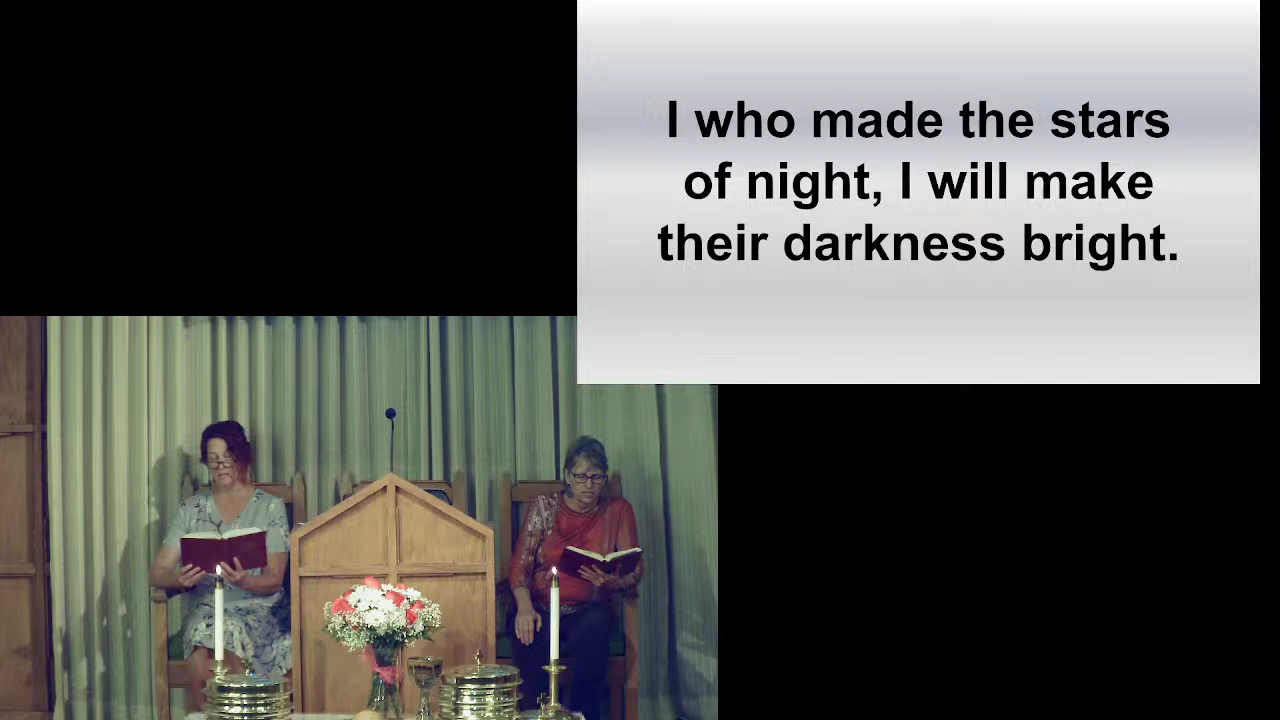 I who made the stars
of night, I will make
their darkness bright.